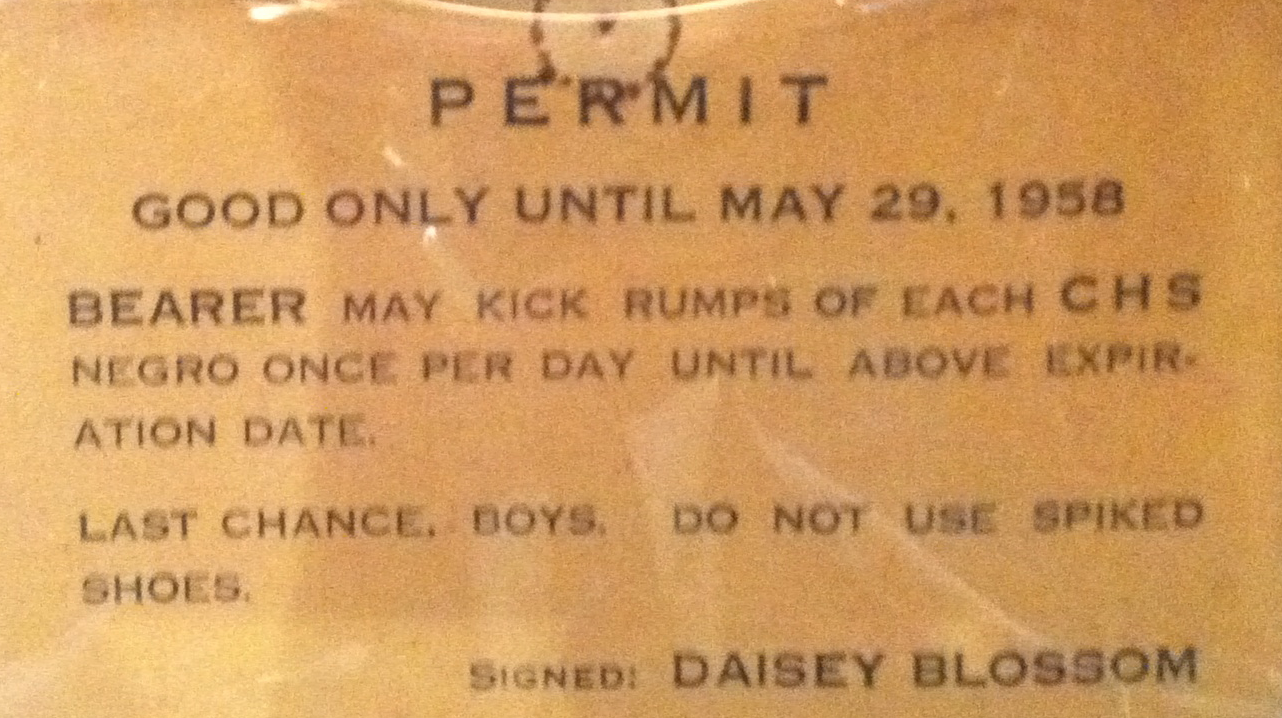 PERMIT
GOOD ONLY UNTIL MAY 29, 1958
BEARER MAY KICK RUMPS OF EACH CHS
NEGRO ONCE PER DAY UNTIL ABOVE EXPIR-
ATION DATE.
LAST CHANCE, BOYS. DO NOT USE SPIKED
SHOES.
SIGNED: DAISEY BLOSSOM